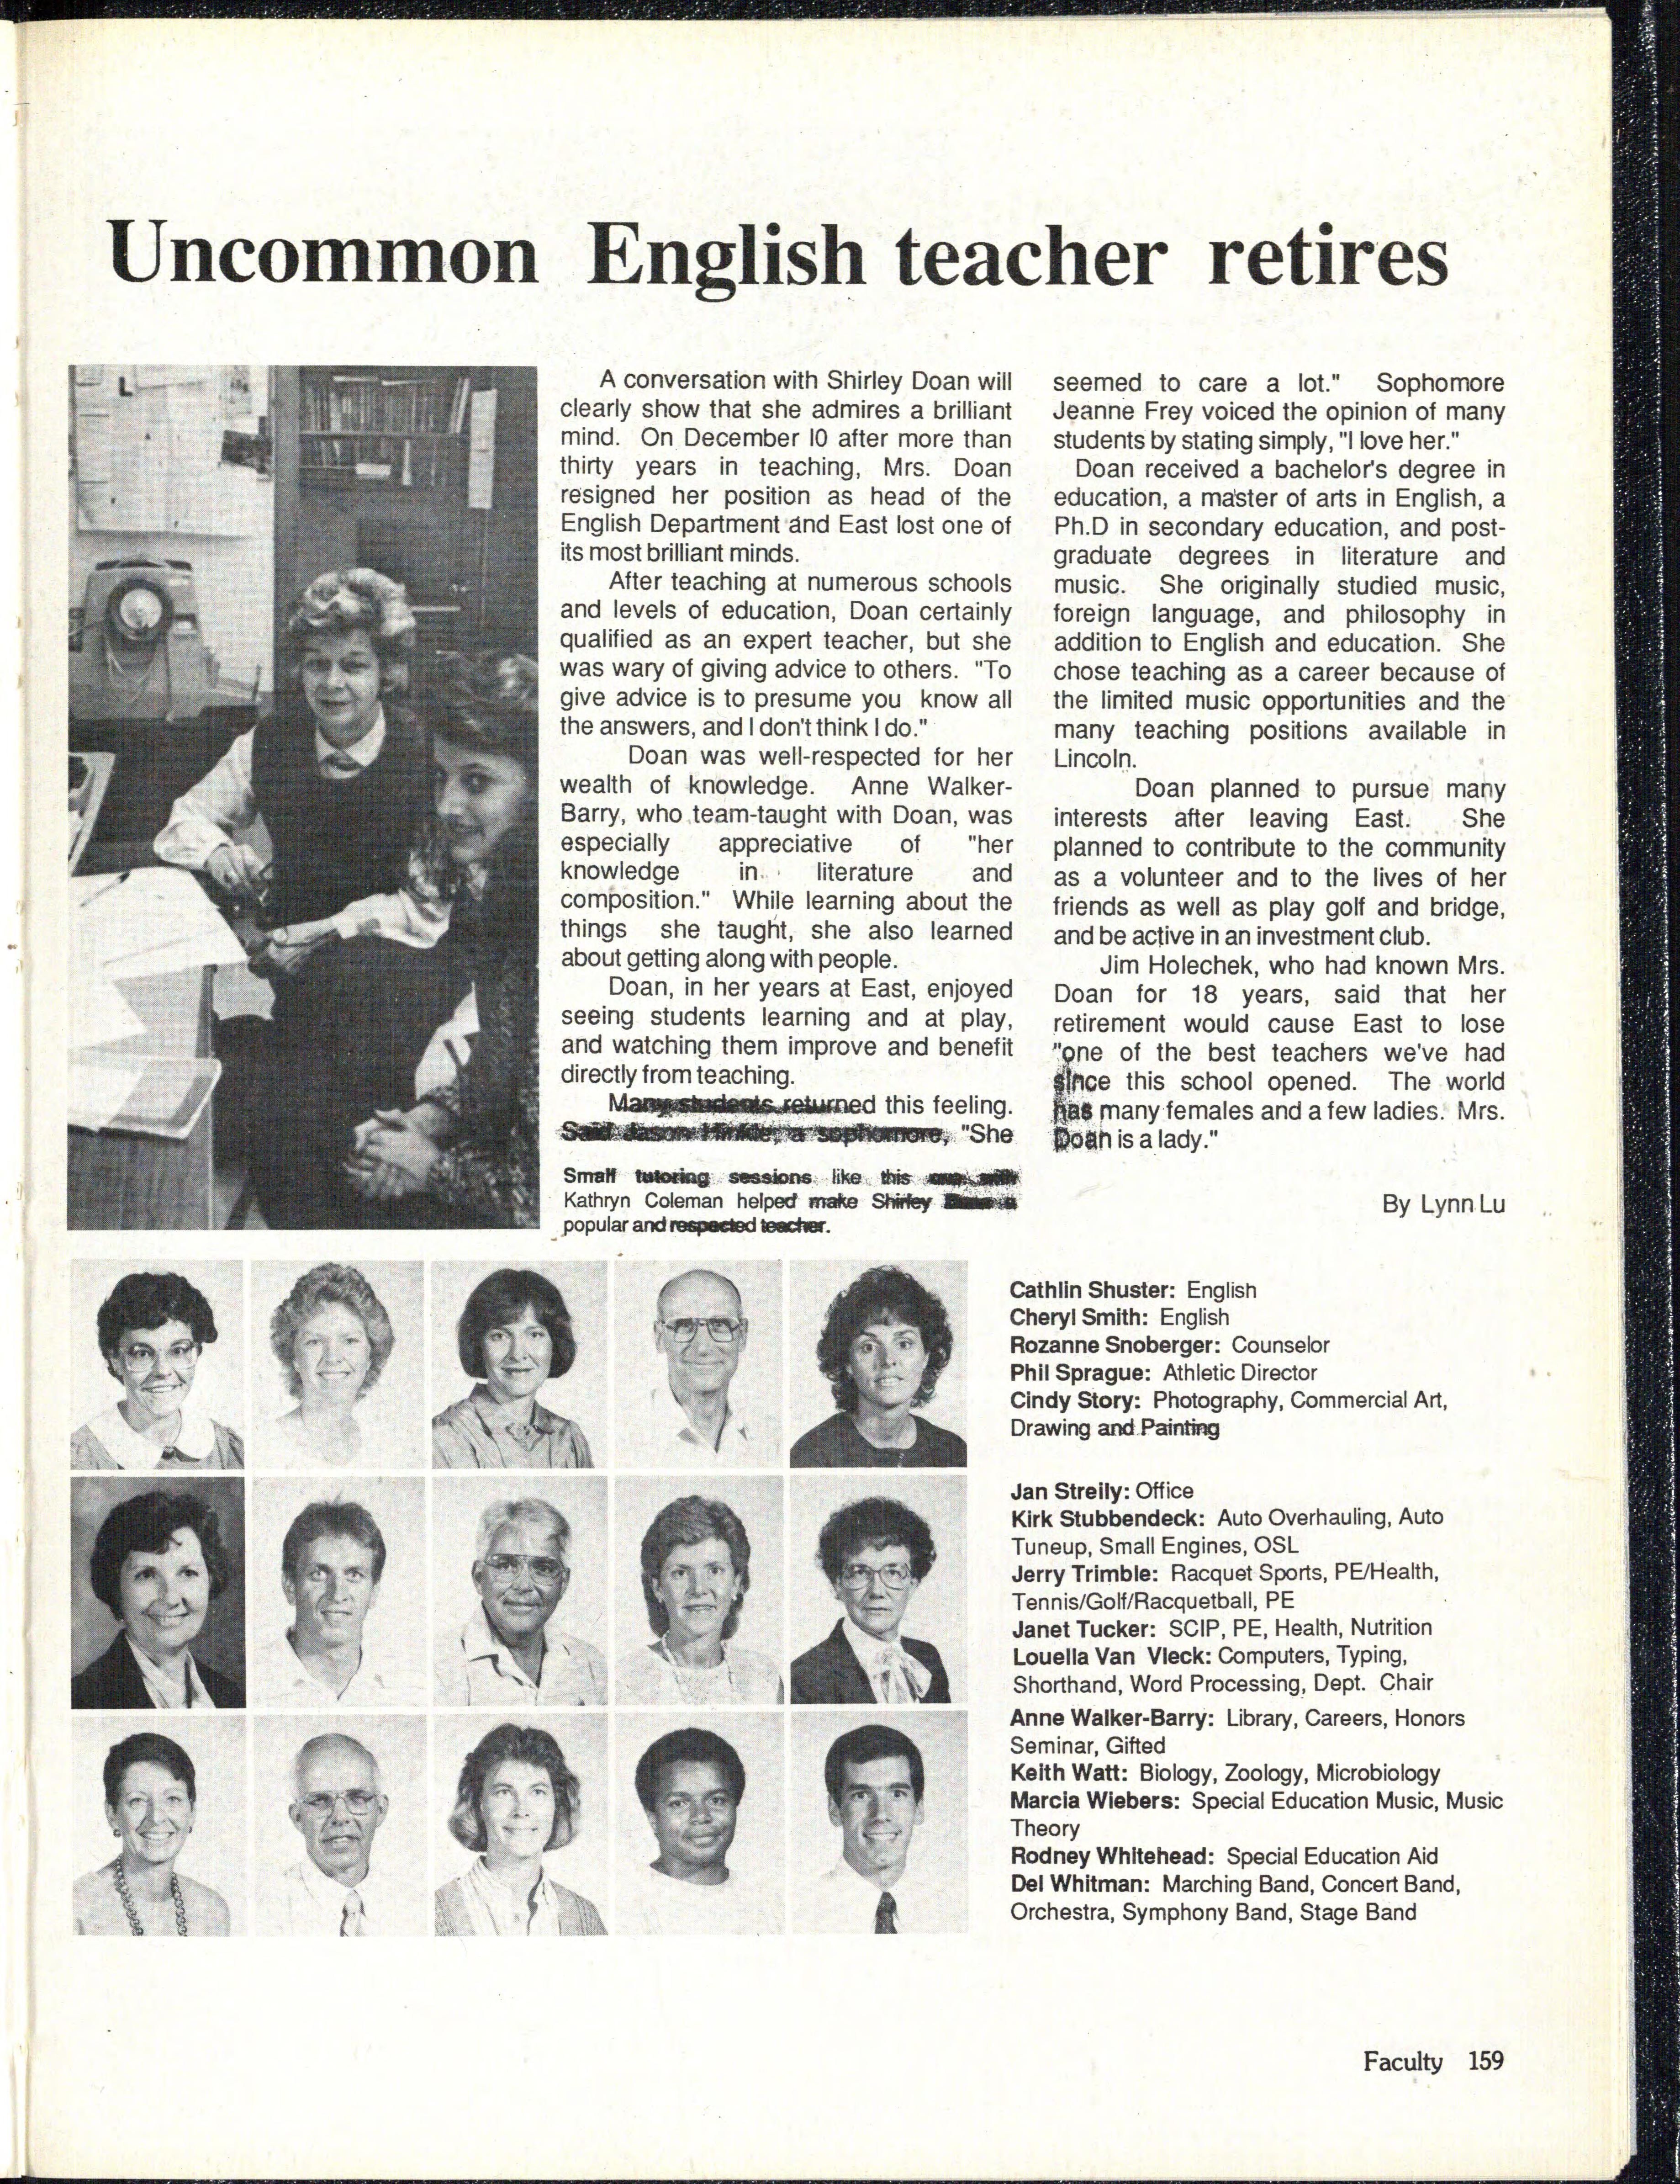 Uncommon English teacher retires
A conversation with Shirley Doan will
clearly show that she admires a brilliant
mind. On December 10 after more than
thirty years in teaching, Mrs. Doan
resigned her position as head of the
English Department and East lost one of
its most brilliant minds.
After teaching at numerous schools
and levels of education, Doan certainly
qualified as an expert teacher, but she
was wary of giving advice to others. "To
give advice is to presume you know all
the answers, and I don't think I do."
Doan was well-respected for her
wealth of knowledge. Anne Walker-
Barry, who team-taught with Doan, was
especially appreciative of "her
knowledge in literature and
composition." While learning about the
things she taught, she also learned
about getting along with people.
Doan, in her years at East, enjoyed
seeing students learning and at play,
and watching them improve and benefit
directly from teaching.
Many students returned this feeling.
Said Jason Hinkle, a sophomore, "She
seemed to care a lot." Sophomore
Jeanne Frey voiced the opinion of many
students by stating simply, "I love her."
Doan received a bachelor's degree in
education, a master of arts in English, a
Ph.D in secondary education, and post-
graduate degrees in literature and
music. She originally studied music,
foreign language, and philosophy in
addition to English and education. She
chose teaching as a career because of
the limited music opportunities and the
many teaching positions available in
Lincoln.
Doan planned to pursue many
interests after leaving East. She
planned to contribute to the community
as a volunteer and to the lives of her
friends as well as play golf and bridge,
and be active in an investment club.
Jim Holechek, who had known Mrs.
Doan for 18 years, said that her
retirement would cause East to lose
"one of the best teachers we've had
since this school opened. The world
has many females and a few ladies. Mrs.
Doan is a lady."
By Lynn Lu
Small tutoring sessions like this one with
Kathryn Coleman helped make Shirley
popular and respected teacher.
Cathlin Shuster: English
Cheryl Smith: English
Rozanne Snoberger: Counselor
Phil Sprague: Athletic Director
Cindy Story: Photography, Commercial Art,
Drawing and Painting
Jan Streily: Office
Kirk Stubbendeck: Auto Overhauling, Auto
Tuneup, Small Engines, OSL
Jerry Trimble: Racquet Sports, PE/Health,
Tennis/Golf/Racquetball, PE
Janet Tucker: SCIP, PE, Health, Nutrition
Louella Van Vleck: Computers, Typing,
Shorthand, Word Processing, Dept. Chair
Anne Walker-Barry: Library, Careers, Honors
Seminar, Gifted
Keith Watt: Biology, Zoology, Microbiology
Marcia Wiebers: Special Education Music, Music
Theory
Rodney Whitehead: Special Education Aid
Del Whitman: Marching Band, Concert Band,
Orchestra, Symphony Band, Stage Band
Faculty 159